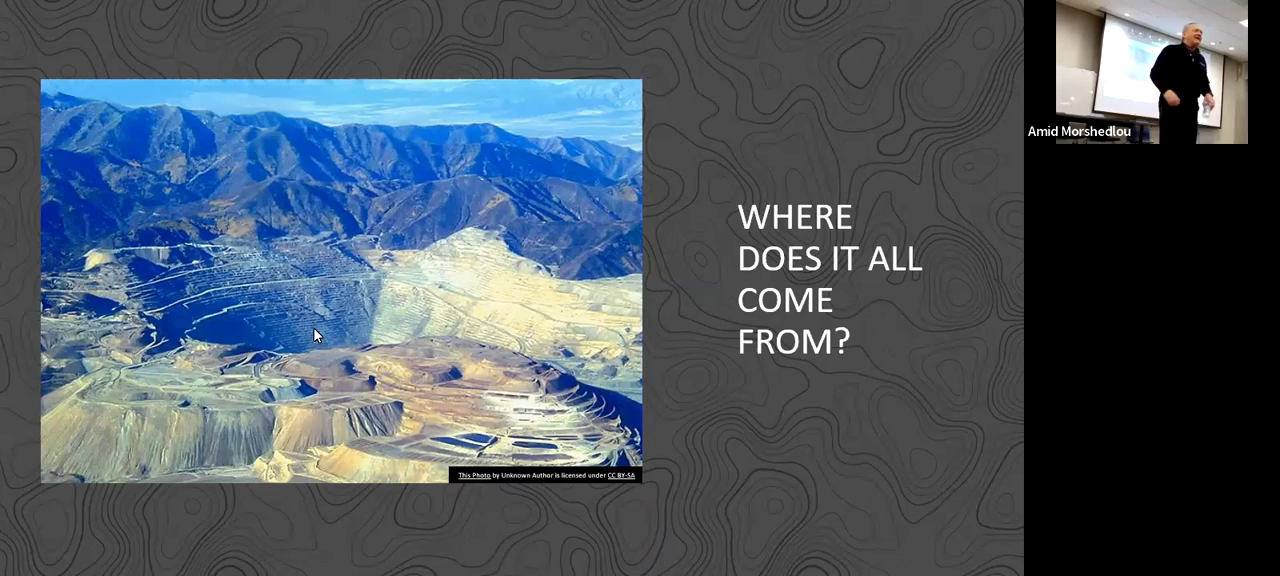 WHERE
DOES IT ALL
COME
FROM?
This Photo by Unknown Author is licensed under CC BY-SA
Amid Morshedlou